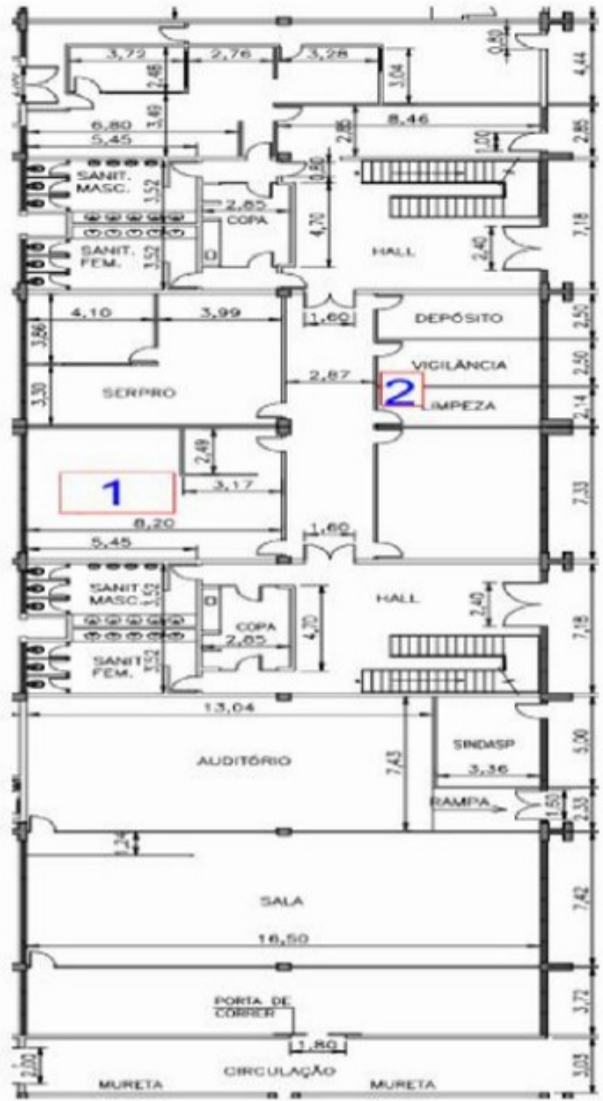 0,80
3,72
2,76
3,28
2,48
3,04
4,44
3,49
6,80
2,85
8,46
1,00
2,85
5,45
SANIT.
MASC.
3,52
0,80
2,85
COPA
4,70
7,18
SANIT.
FEM.
3,52
HALL
2,40
1,60
DEPÓSITO
2,50
4,10
3,99
3,86
VIGILÂNCIA
2,50
2,87
2
SERPRO
3,30
LIMPEZA
2,14
2,49
1
3,17
7,33
8,20
1,60
5,45
SANIT.
MASC.
3,52
HALL
2,40
COPA
2,85
4,70
7,18
SANIT.
FEM.
3,52
13,04
SINDASP
5,00
AUDITÓRIO
7,43
3,36
RAMPA
1,50
2,33
1,24
SALA
7,42
16,50
PORTA DE
CORRER
3,72
1,80
2,00
CIRCULAÇÃO
3,03
MURETA
MURETA